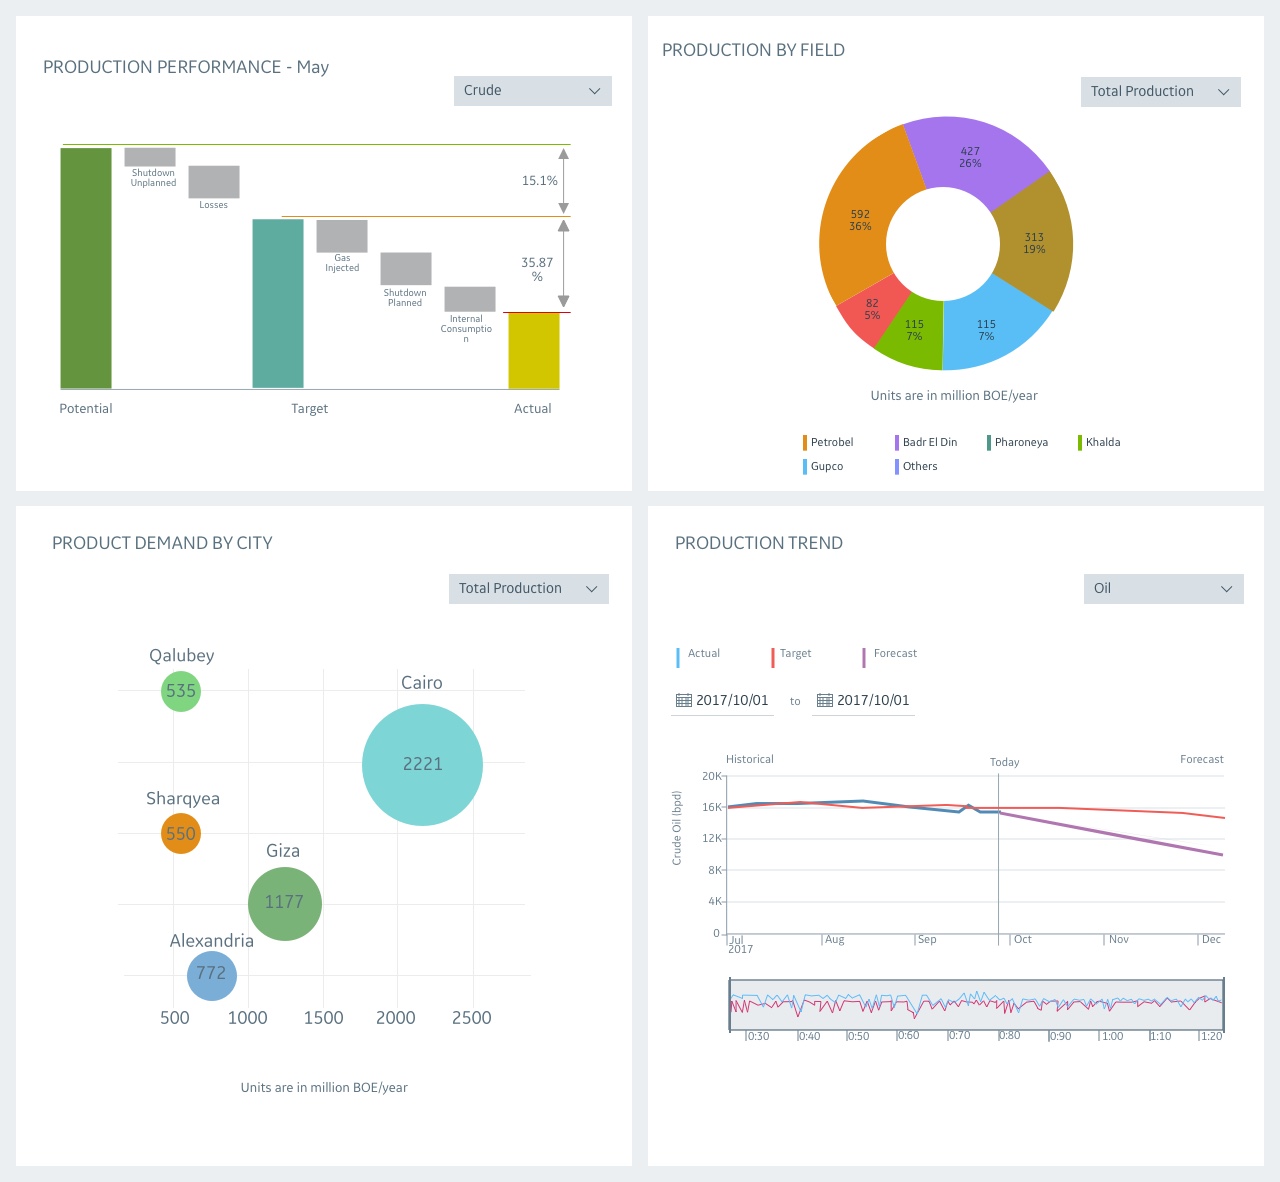 PRODUCTION PERFORMANCE - May
Crude
Shutdown
Unplanned
Losses
15.1%
Gas
Injected
Shutdown
Planned
Internal
Consumptio
n
35.87
%
Potential
Target
Actual
PRODUCTION BY FIELD
Total Production
427
26%
592
36%
313
19%
82
5%
115
7%
115
7%
Units are in million BOE/year
Petrobel
Badr El Din
Pharoneya
Khalda
Gupco
Others
PRODUCT DEMAND BY CITY
Total Production
Qalubey
535
Cairo
2221
Sharqyea
550
Giza
1177
Alexandria
772
500 1000 1500 2000 2500
Units are in million BOE/year
PRODUCTION TREND
Oil
Actual Target Forecast
2017/10/01 to 2017/10/01
Historical Today Forecast
Crude Oil (bpd)
20K
16K
12K
8K
4K
0
Jul Aug Sep Oct Nov Dec
2017
0:30 0:40 0:50 0:60 0:70 0:80 0:90 1:00 1:10 1:20